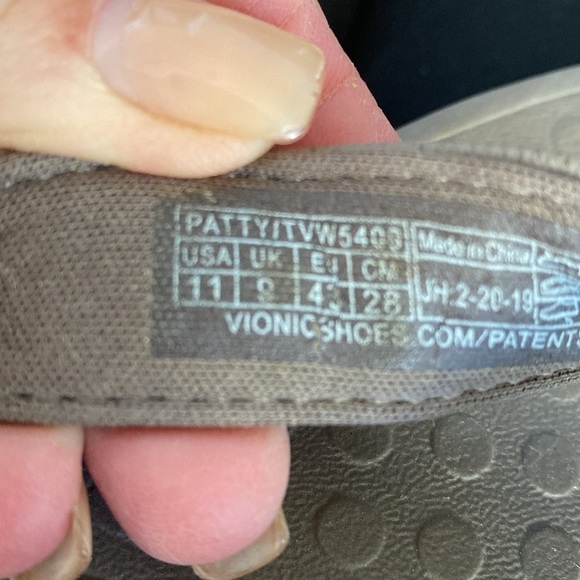 PATTY/TVW5403 Made in China
USA UK EU CM JH.2-20-19
11 9 43 28
VIONICSHOES.COM/PATENTS